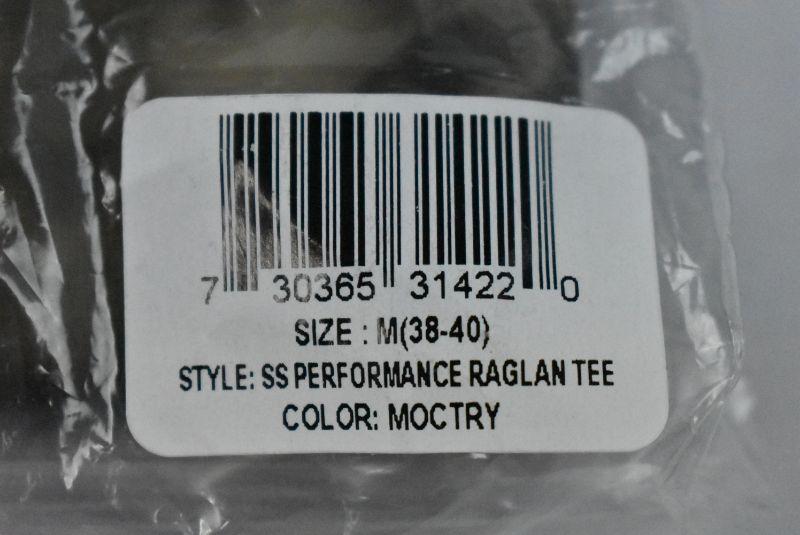 7 30365 31422 0
SIZE : M(38-40)
STYLE: SS PERFORMANCE RAGLAN TEE
COLOR: MOCTRY